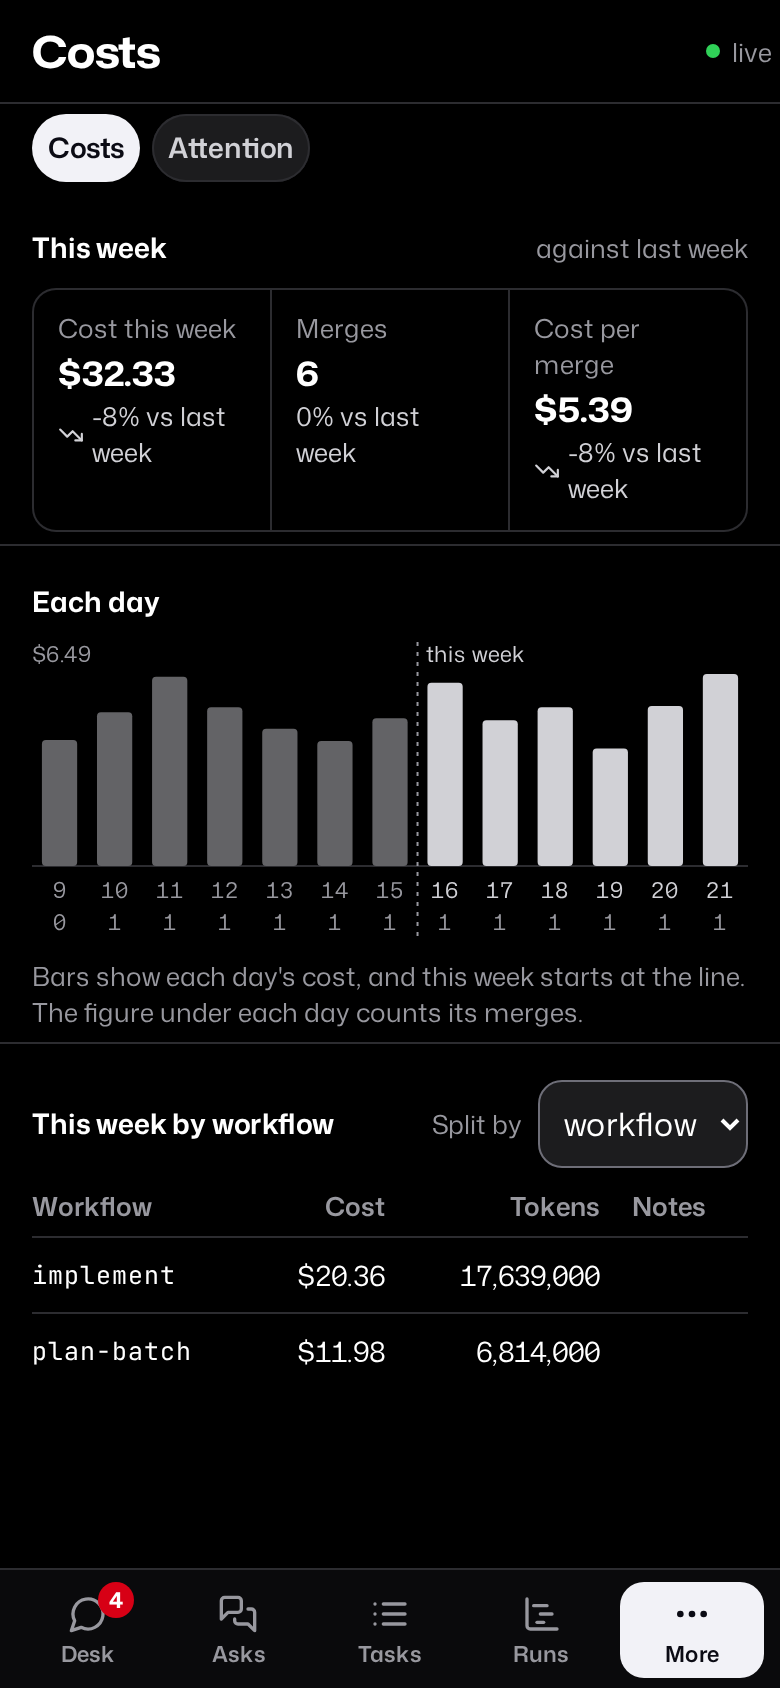 Costs
live
Costs
Attention
This week
against last week
Cost this week
$32.33
-8% vs last
week
Merges
6
0% vs last
week
Cost per
merge
$5.39
-8% vs last
week
Each day
$6.49
this week
9 10 11 12 13 14 15 16 17 18 19 20 21
0 1 1 1 1 1 1 1 1 1 1 1 1
Bars show each day's cost, and this week starts at the line.
The figure under each day counts its merges.
This week by workflow
Split by
workflow
Workflow Cost Tokens Notes
implement $20.36 17,639,000
plan-batch $11.98 6,814,000
4
Desk
Asks
Tasks
Runs
More